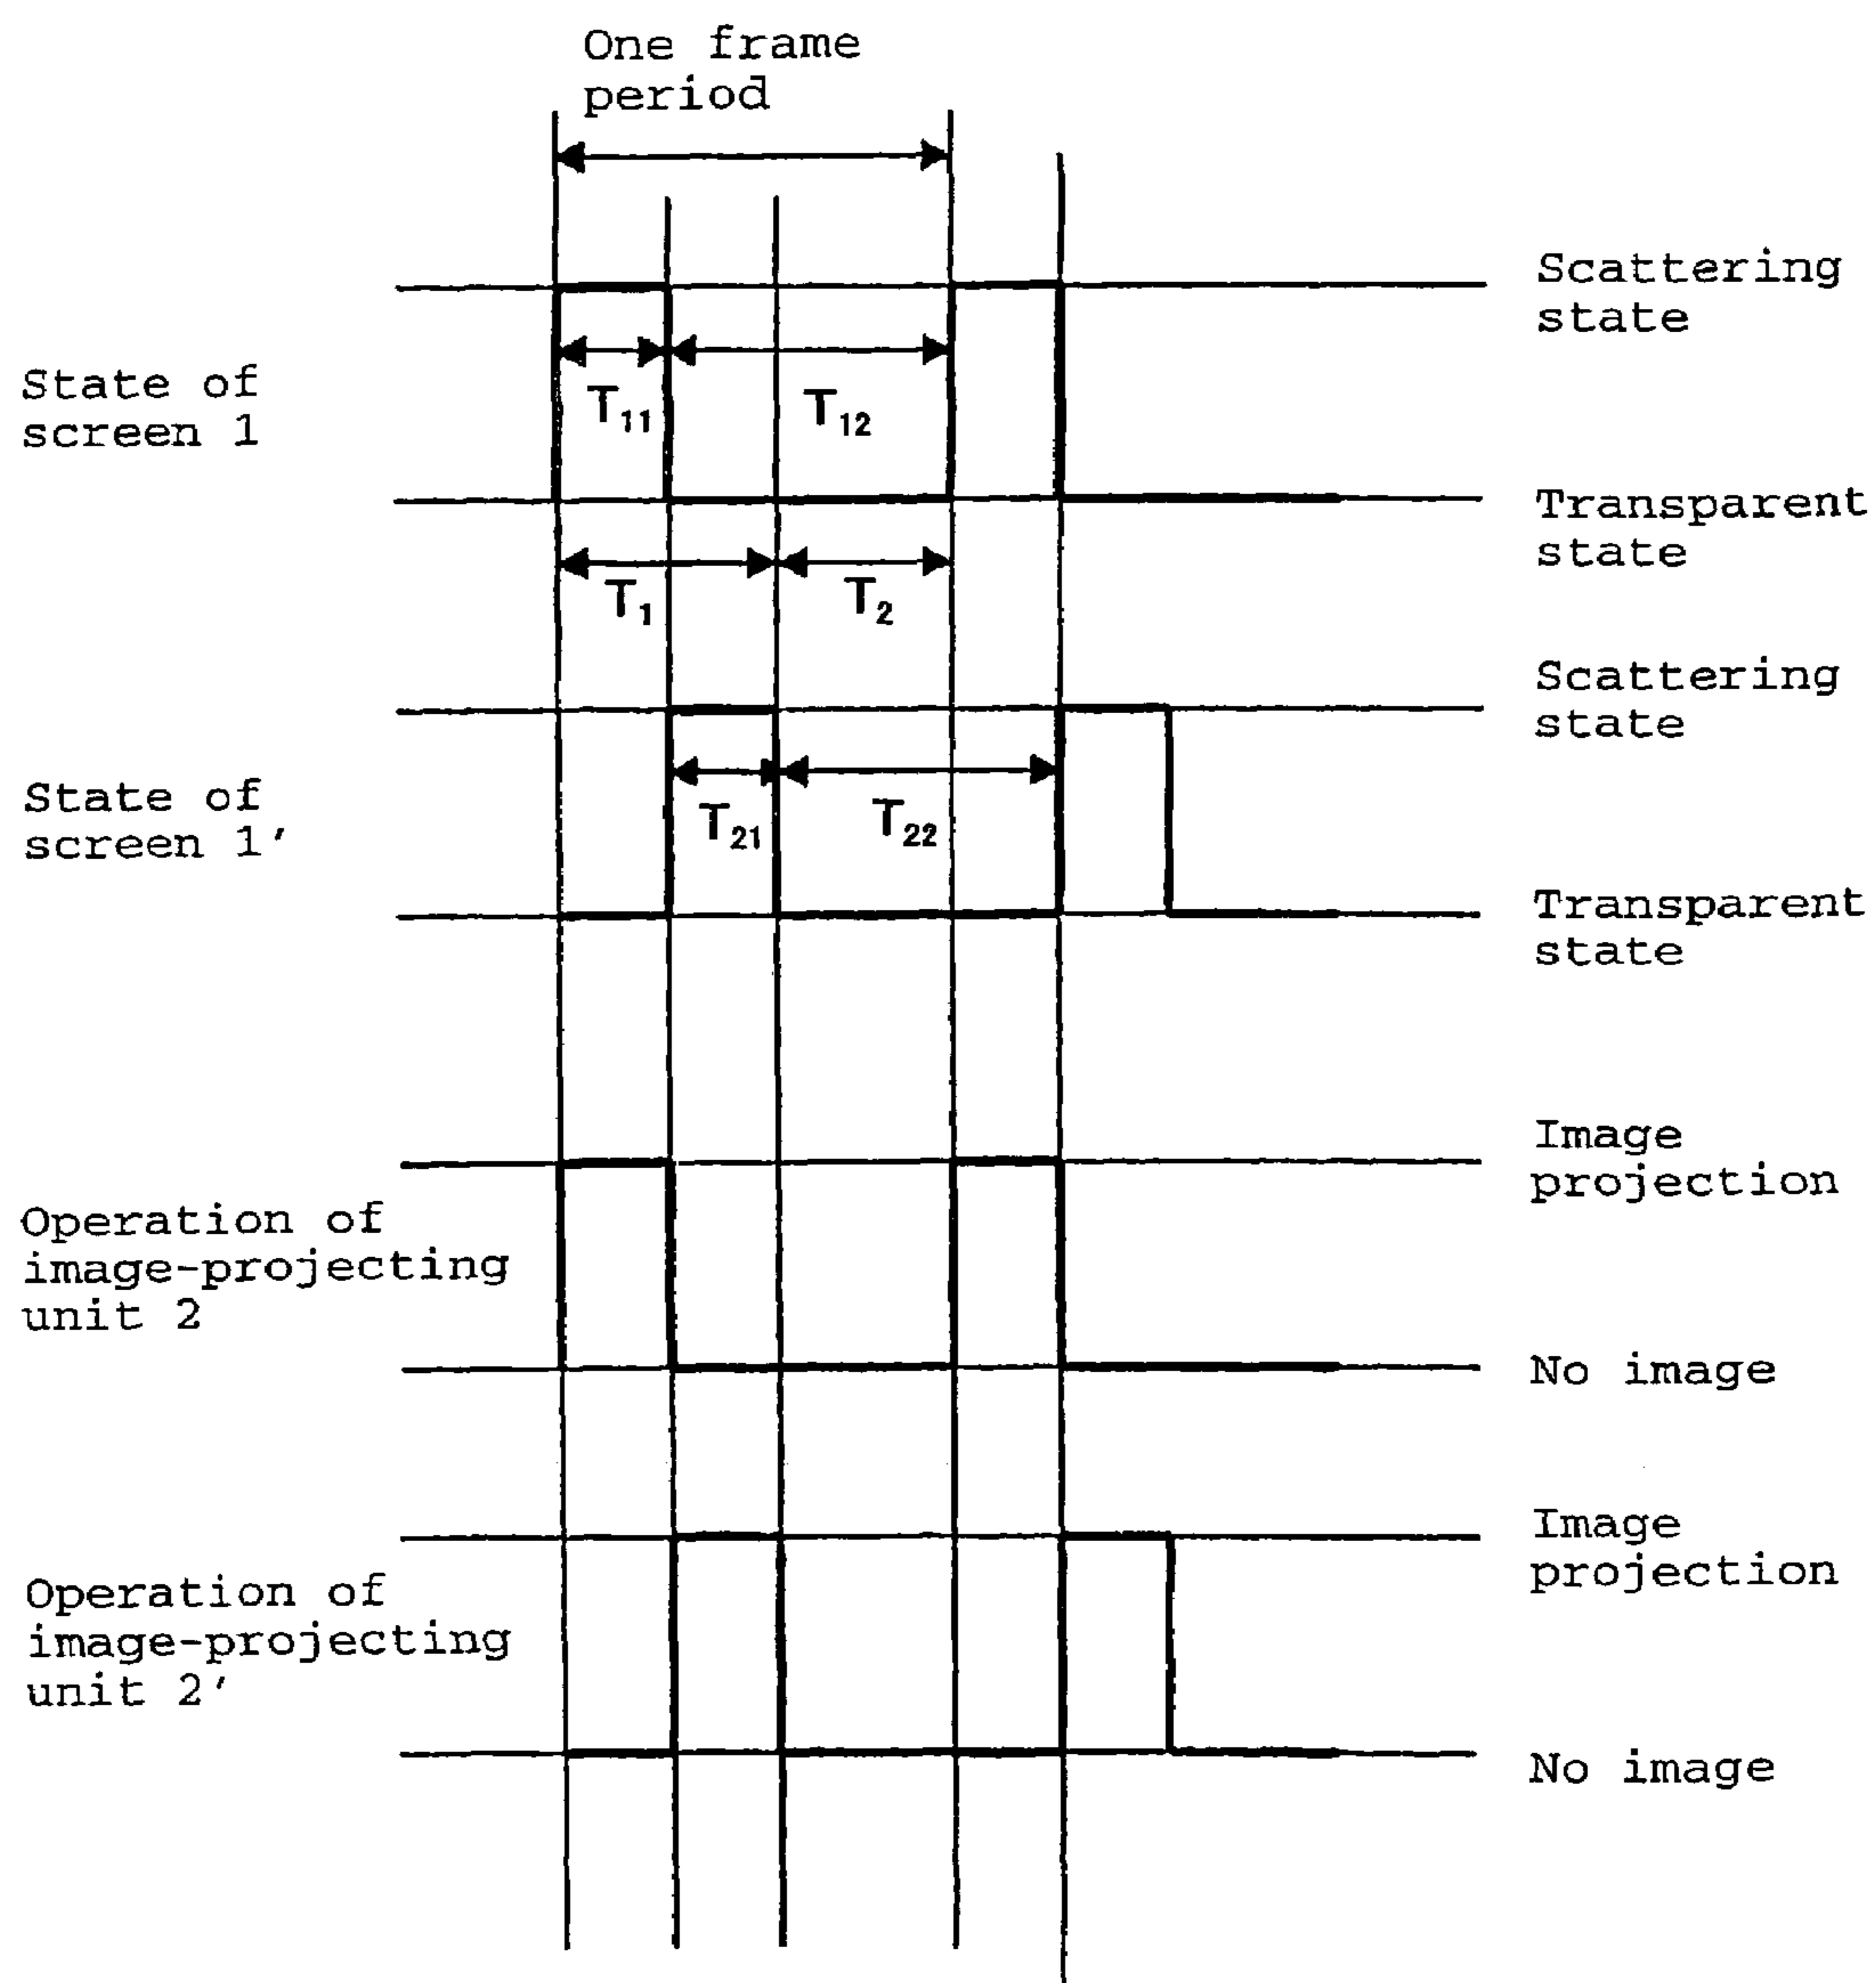 One frame
period
Scattering
state
State of
screen 1
T11
T12
Transparent
state
T1
T2
Scattering
state
State of
screen 1'
T21
T22
Transparent
state
Image
projection
Operation of
image-projecting
unit 2
No image
Image
projection
Operation of
image-projecting
unit 2'
No image